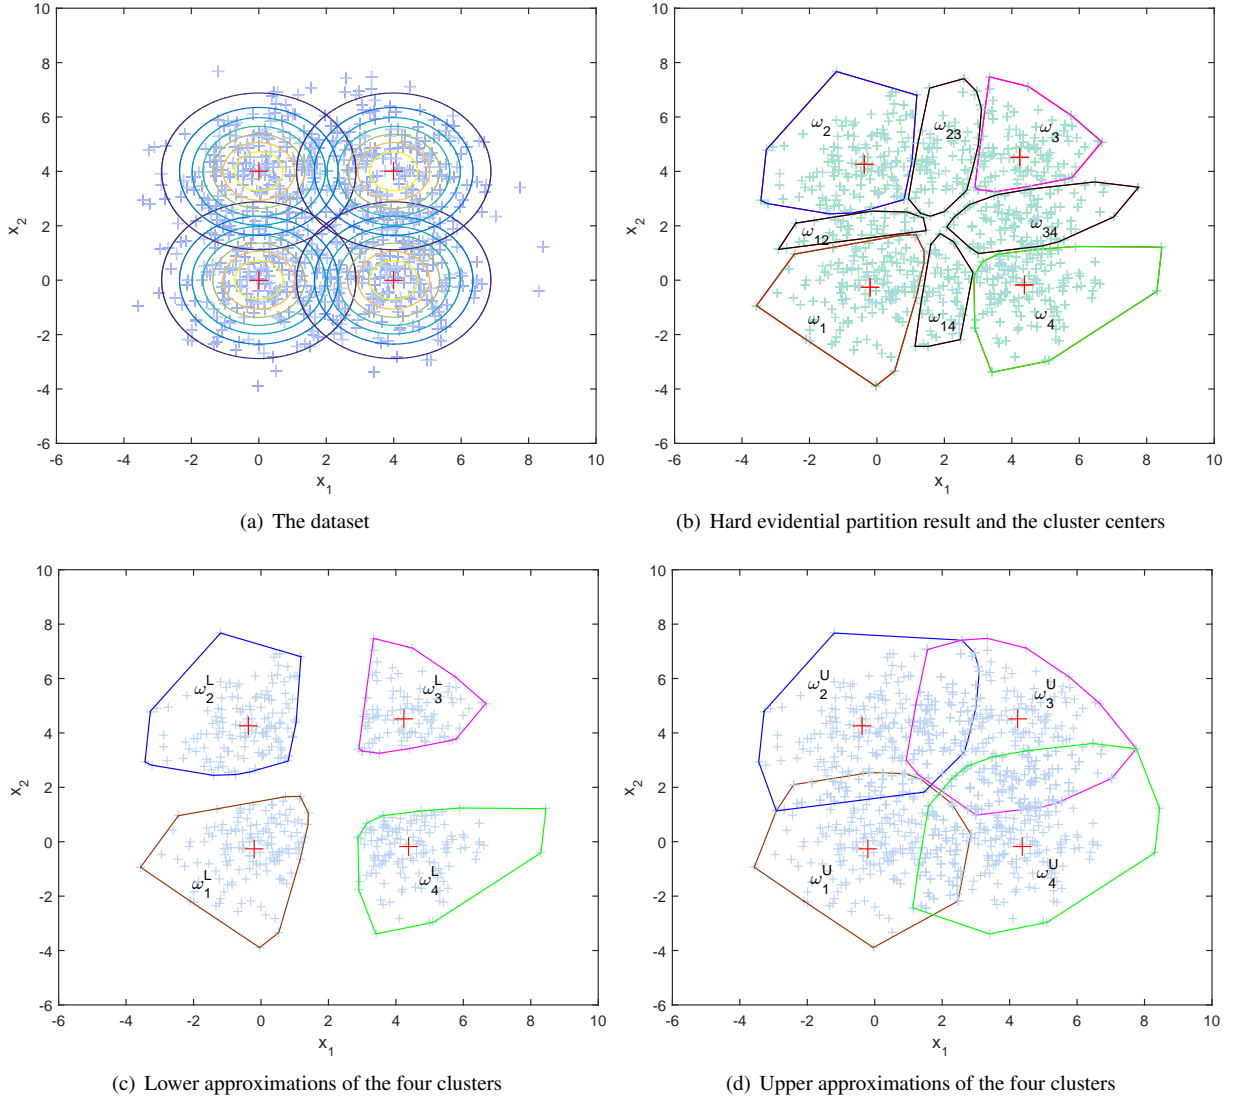 10
8
6
4
2
0
-2
-4
-6
-6 -4 -2 0 2 4 6 8 10
x₂
x₁
(a) The dataset
10
8
6
4
2
0
-2
-4
-6
-6 -4 -2 0 2 4 6 8 10
x₂
x₁
ω₂
ω₂₃
ω₃
ω₁₂
ω₃₄
ω₁
ω₁₄
ω₄
(b) Hard evidential partition result and the cluster centers
10
8
6
4
2
0
-2
-4
-6
-6 -4 -2 0 2 4 6 8 10
x₂
x₁
ω₂ᴸ
ω₃ᴸ
ω₁ᴸ
ω₄ᴸ
(c) Lower approximations of the four clusters
10
8
6
4
2
0
-2
-4
-6
-6 -4 -2 0 2 4 6 8 10
x₂
x₁
ω₂ᵁ
ω₃ᵁ
ω₁ᵁ
ω₄ᵁ
(d) Upper approximations of the four clusters